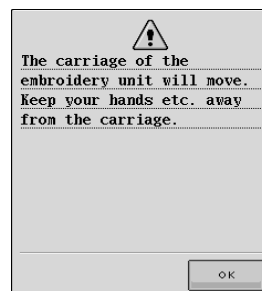 The carriage of the
embroidery unit will move.
Keep your hands etc. away
from the carriage.
OK